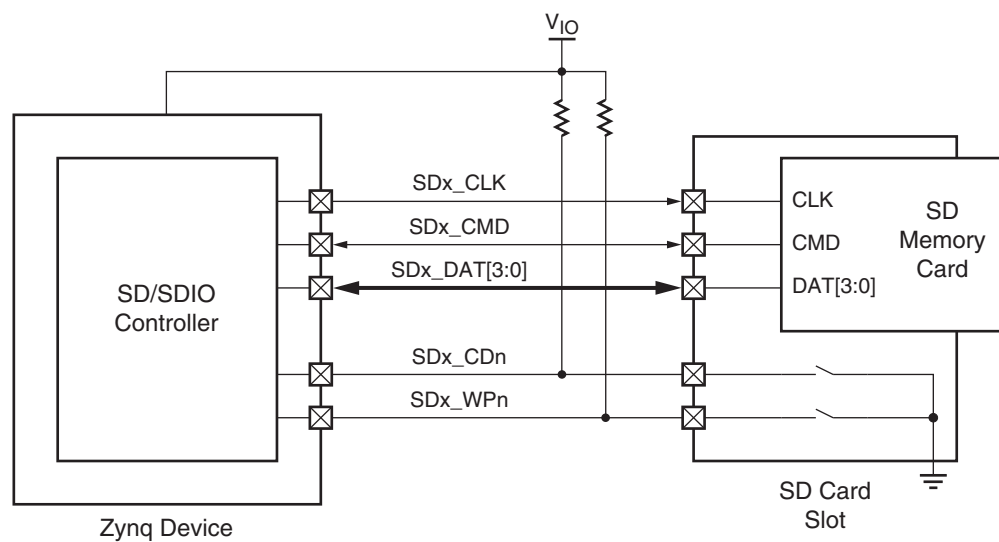 VIO
SDx_CLK
SDx_CMD
SDx_DAT[3:0]
SDx_CDn
SDx_WPn
SD/SDIO
Controller
Zynq Device
CLK
CMD
DAT[3:0]
SD
Memory
Card
SD Card
Slot